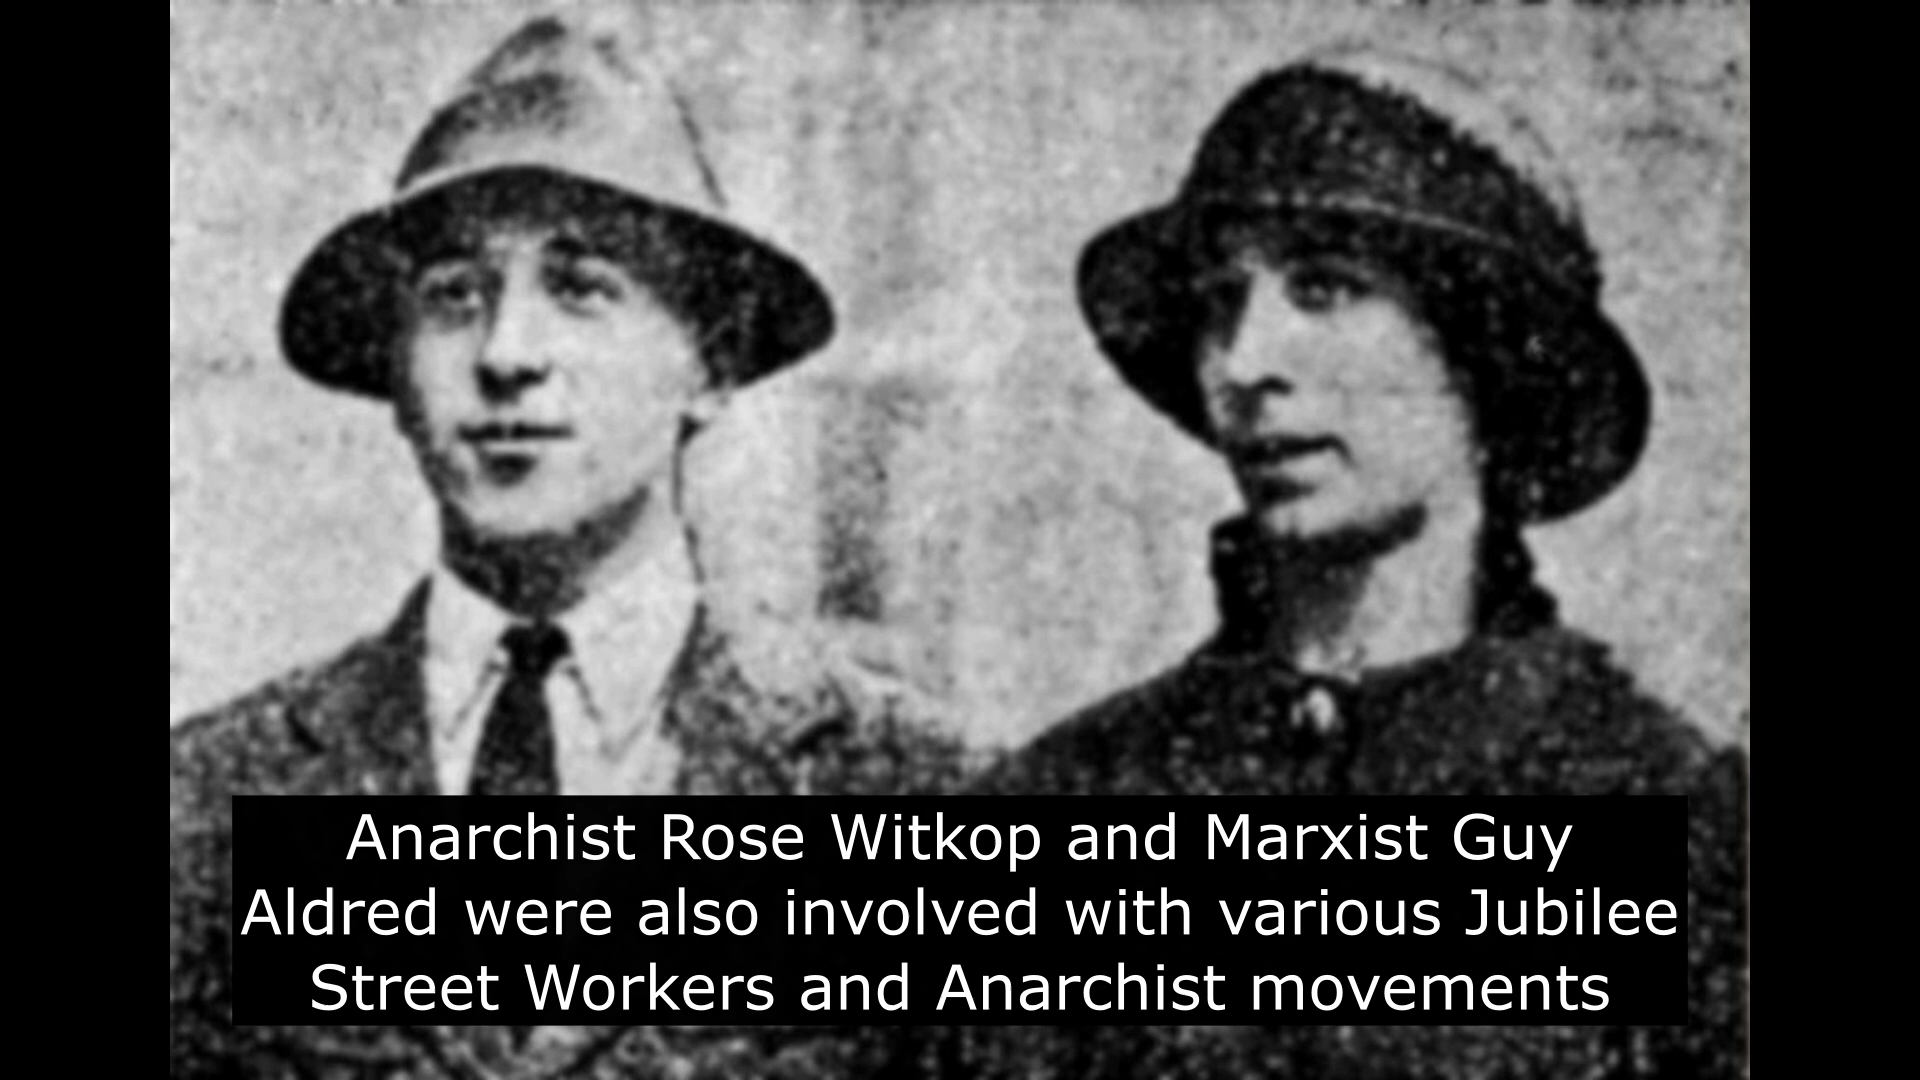 Anarchist Rose Witkop and Marxist Guy
Aldred were also involved with various Jubilee
Street Workers and Anarchist movements